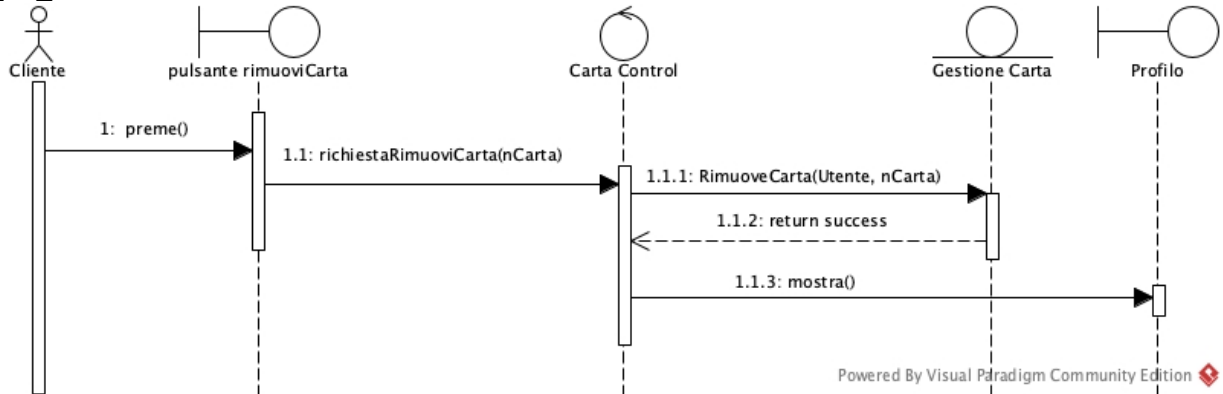 Cliente
pulsante rimuoviCarta
Carta Control
Gestione Carta
Profilo
1: preme()
1.1: richiestaRimuoviCarta(nCarta)
1.1.1: RimuoveCarta(Utente, nCarta)
1.1.2: return success
1.1.3: mostra()
Powered By Visual Paradigm Community Edition